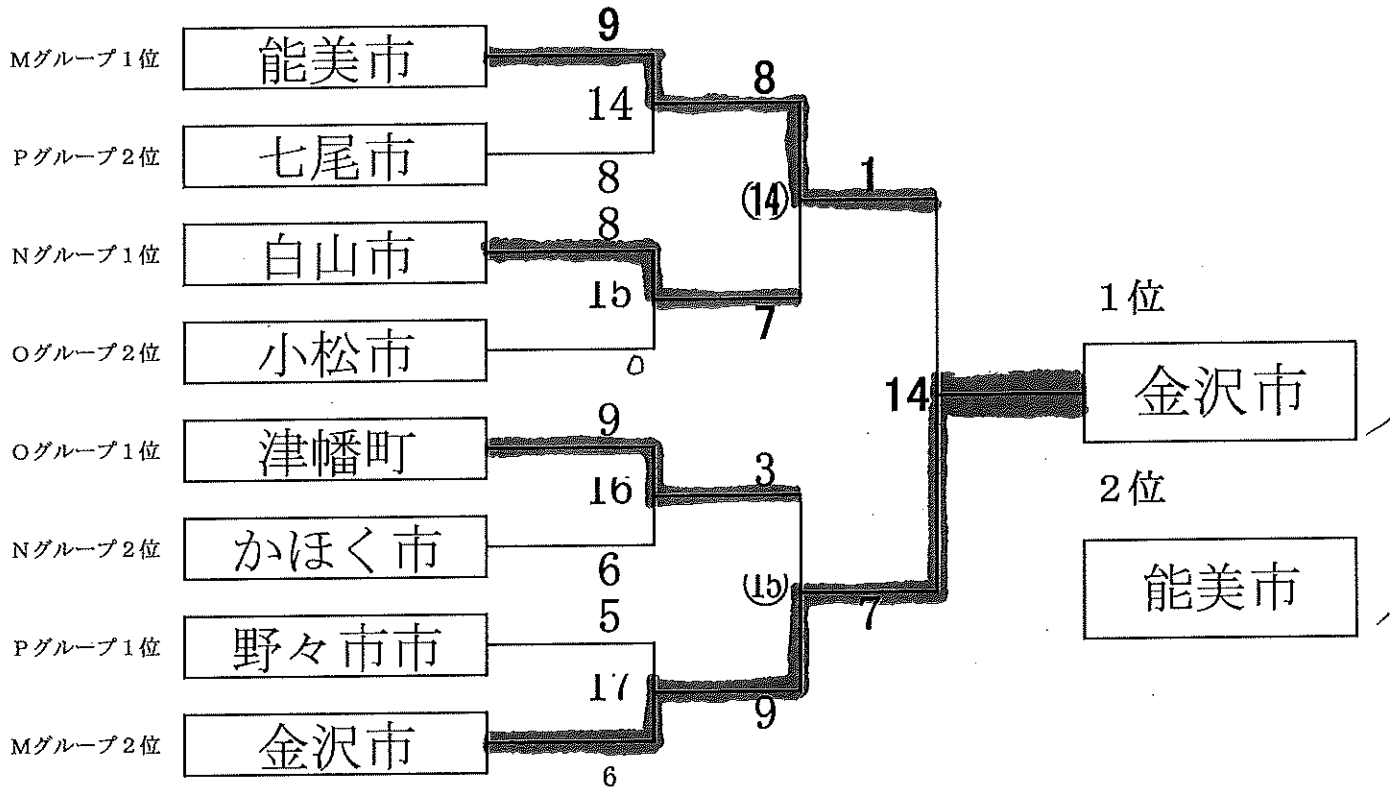 9
Mグループ1位 能美市
8
14
Pグループ2位 七尾市
8
1
(14)
8
Nグループ1位 白山市
15
7
1位
Oグループ2位 小松市
0
金沢市
14
9
Oグループ1位 津幡町
3
16
2位
Nグループ2位 かほく市
6
(15)
能美市
5
7
Pグループ1位 野々市市
17
9
Mグループ2位 金沢市
6